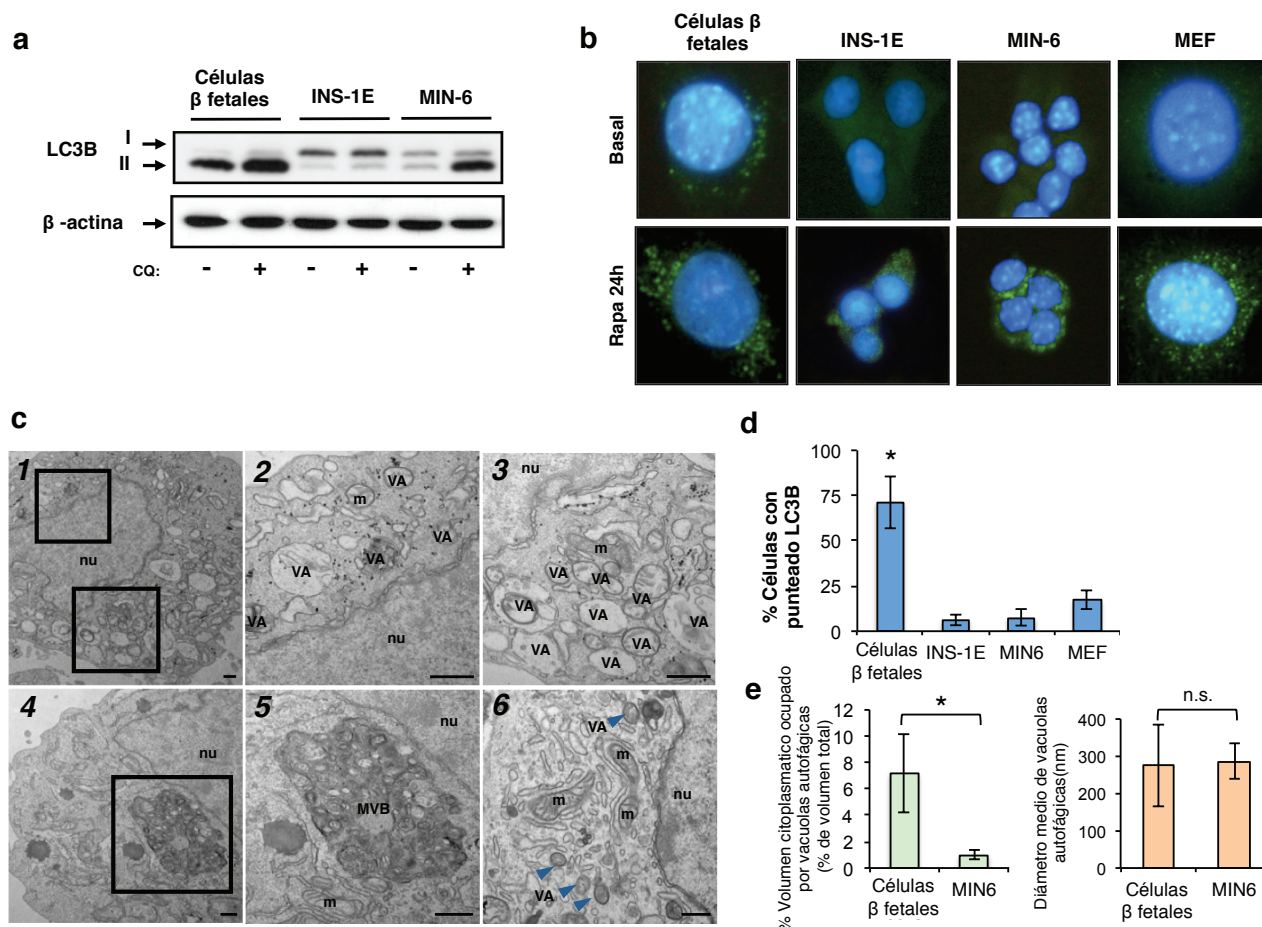 a
Células
β fetales
INS-1E
MIN-6
LC3B
I
II
β -actina
CQ:
- + - + - +
b
Células β
fetales
INS-1E
MIN-6
MEF
Basal
Rapa 24h
c
1
nu
2
VA
m
VA
VA
VA
VA
nu
3
nu
m
VA
VA
VA
VA
VA
VA
VA
VA
VA
4
nu
5
nu
MVB
m
6
VA
m
m
m
nu
VA
d
% Células con
punteado LC3B
100
75
50
25
0
*
Células
β fetales
INS-1E
MIN6
MEF
e
% Volumen citoplasmatico ocupado
por vacuolas autofágicas
(% de volumen total)
12
10
8
6
4
2
0
*
Células
β fetales
MIN6
Diámetro medio de vacuolas
autofágicas(nm)
400
300
200
100
0
n.s.
Células
β fetales
MIN6